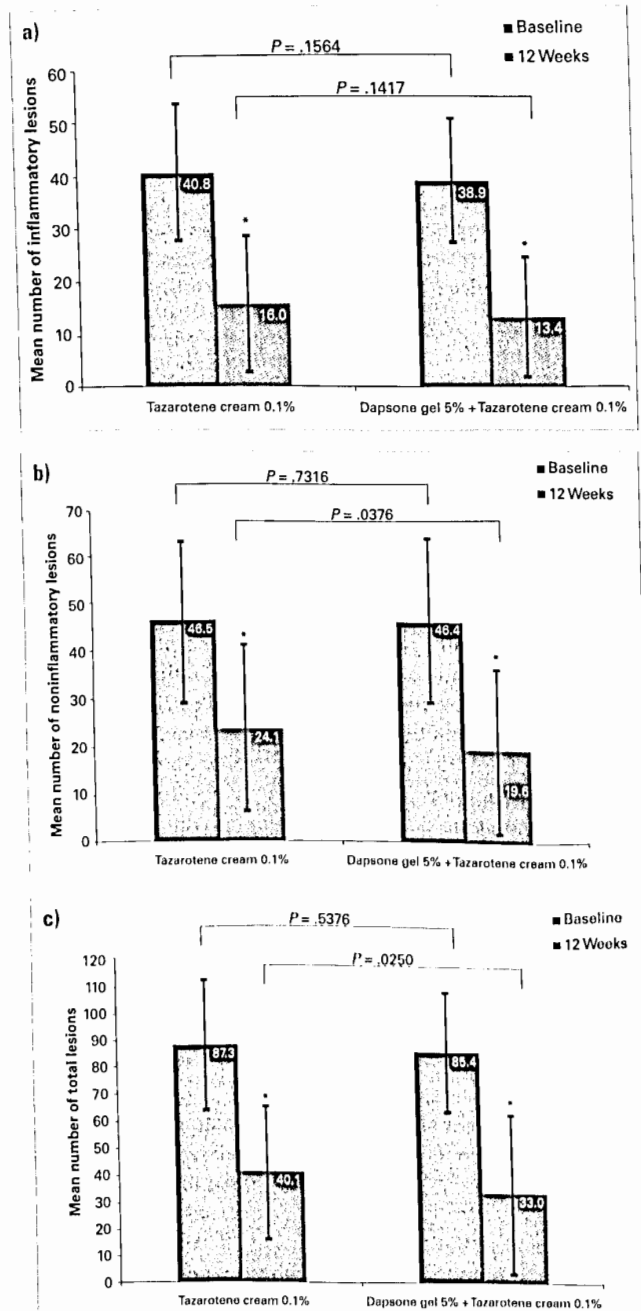 a)
■ Baseline
■ 12 Weeks
P = .1564
P = .1417
Mean number of inflammatory lesions
60
50
40
30
20
10
0
40.8
*
16.0
38.9
*
13.4
Tazarotene cream 0.1%
Dapsone gel 5% + Tazarotene cream 0.1%
b)
■ Baseline
■ 12 Weeks
P = .7316
P = .0376
Mean number of noninflammatory lesions
70
60
50
40
30
20
10
0
46.5
*
24.1
46.4
*
19.6
Tazarotene cream 0.1%
Dapsone gel 5% + Tazarotene cream 0.1%
c)
■ Baseline
■ 12 Weeks
P = .5376
P = .0250
Mean number of total lesions
120
110
100
90
80
70
60
50
40
30
20
10
0
87.3
*
40.1
85.4
*
33.0
Tazarotene cream 0.1%
Dapsone gel 5% + Tazarotene cream 0.1%